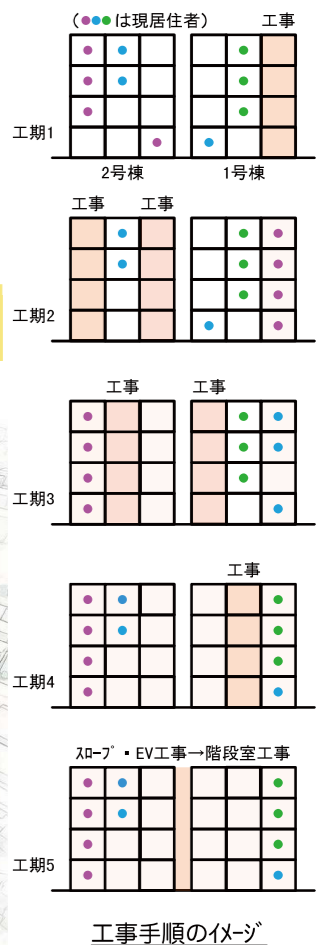 (●●●は現居住者) 工事
工期1
2号棟 1号棟
工事 工事
工期2
工事 工事
工期3
工事
工期4
ｽﾛｰﾌﾟ・EV工事→階段室工事
工期5
工事手順のｲﾒｰｼﾞ